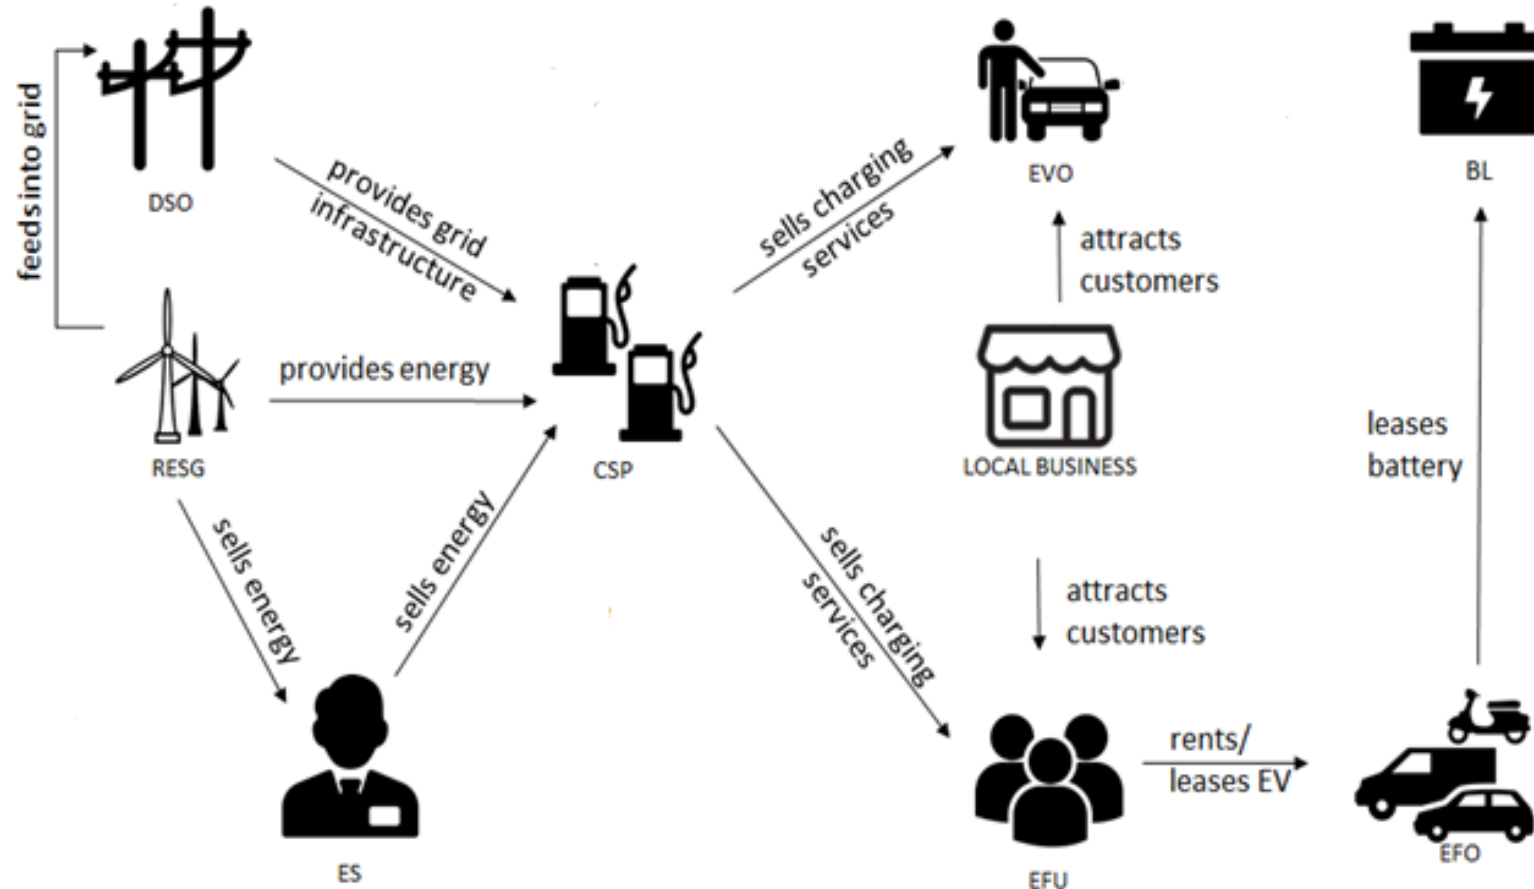 feeds into grid
DSO
provides grid
infrastructure
RESG
provides energy
CSP
sells energy
sells energy
ES
sells charging
services
EVO
attracts
customers
LOCAL BUSINESS
attracts
customers
sells charging
services
EFU
rents/
leases EV
EFO
leases
battery
BL